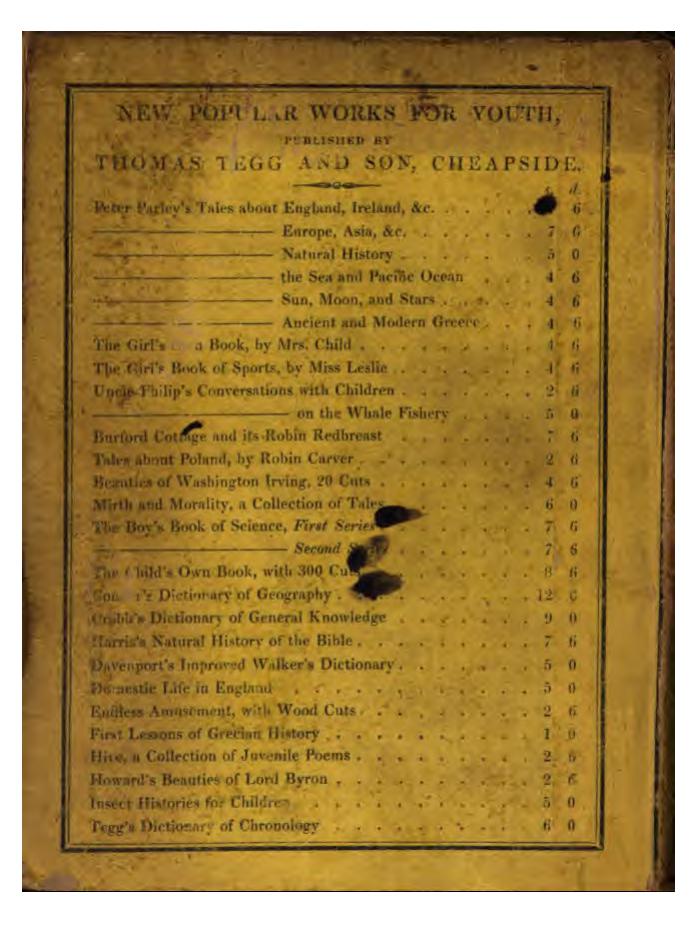 NEW POPULAR WORKS FOR YOUTH,
PUBLISHED BY
THOMAS TEGG AND SON, CHEAPSIDE.
s. d.
Peter Parley's Tales about England, Ireland, &c. . . . . . 6
——— Europe, Asia, &c. . . . . . . 7 6
——— Natural History . . . . . . 5 0
——— the Sea and Pacific Ocean . . . 4 6
——— Sun, Moon, and Stars . . . . . 4 6
——— Ancient and Modern Greece . . . 4 6
The Girl's a Book, by Mrs. Child . . . . . . . . 4 6
The Girl's Book of Sports, by Miss Leslie . . . . . . . 4 6
Uncle Philip's Conversations with Children . . . . . . . 2 6
——— on the Whale Fishery . . . . 5 0
Burford Cottage and its Robin Redbreast . . . . . . . 7 6
Tales about Poland, by Robin Carver . . . . . . . . 2 6
Beauties of Washington Irving, 20 Cuts . . . . . . . 4 6
Mirth and Morality, a Collection of Tales . . . . . . 6 0
The Boy's Book of Science, First Series . . . . . . 7 6
——— Second Series . . . . . . 7 6
The Child's Own Book, with 300 Cuts . . . . . . . 8 6
Dictionary of Geography . . . . . . . . 12
Crabb's Dictionary of General Knowledge . . . . . . 9 0
Harris's Natural History of the Bible . . . . . . . 7 6
Davenport's Improved Walker's Dictionary . . . . . . 5 0
Domestic Life in England . . . . . . . . . . 5 0
Endless Amusement, with Wood Cuts . . . . . . . . 2 6
First Lessons of Grecian History . . . . . . . . . 1
Hive, a Collection of Juvenile Poems . . . . . . . . 2 6
Howard's Beauties of Lord Byron . . . . . . . . . 2 6
Insect Histories for Children . . . . . . . . . 5 0
Tegg's Dictionary of Chronology . . . . . . . . . 6 0